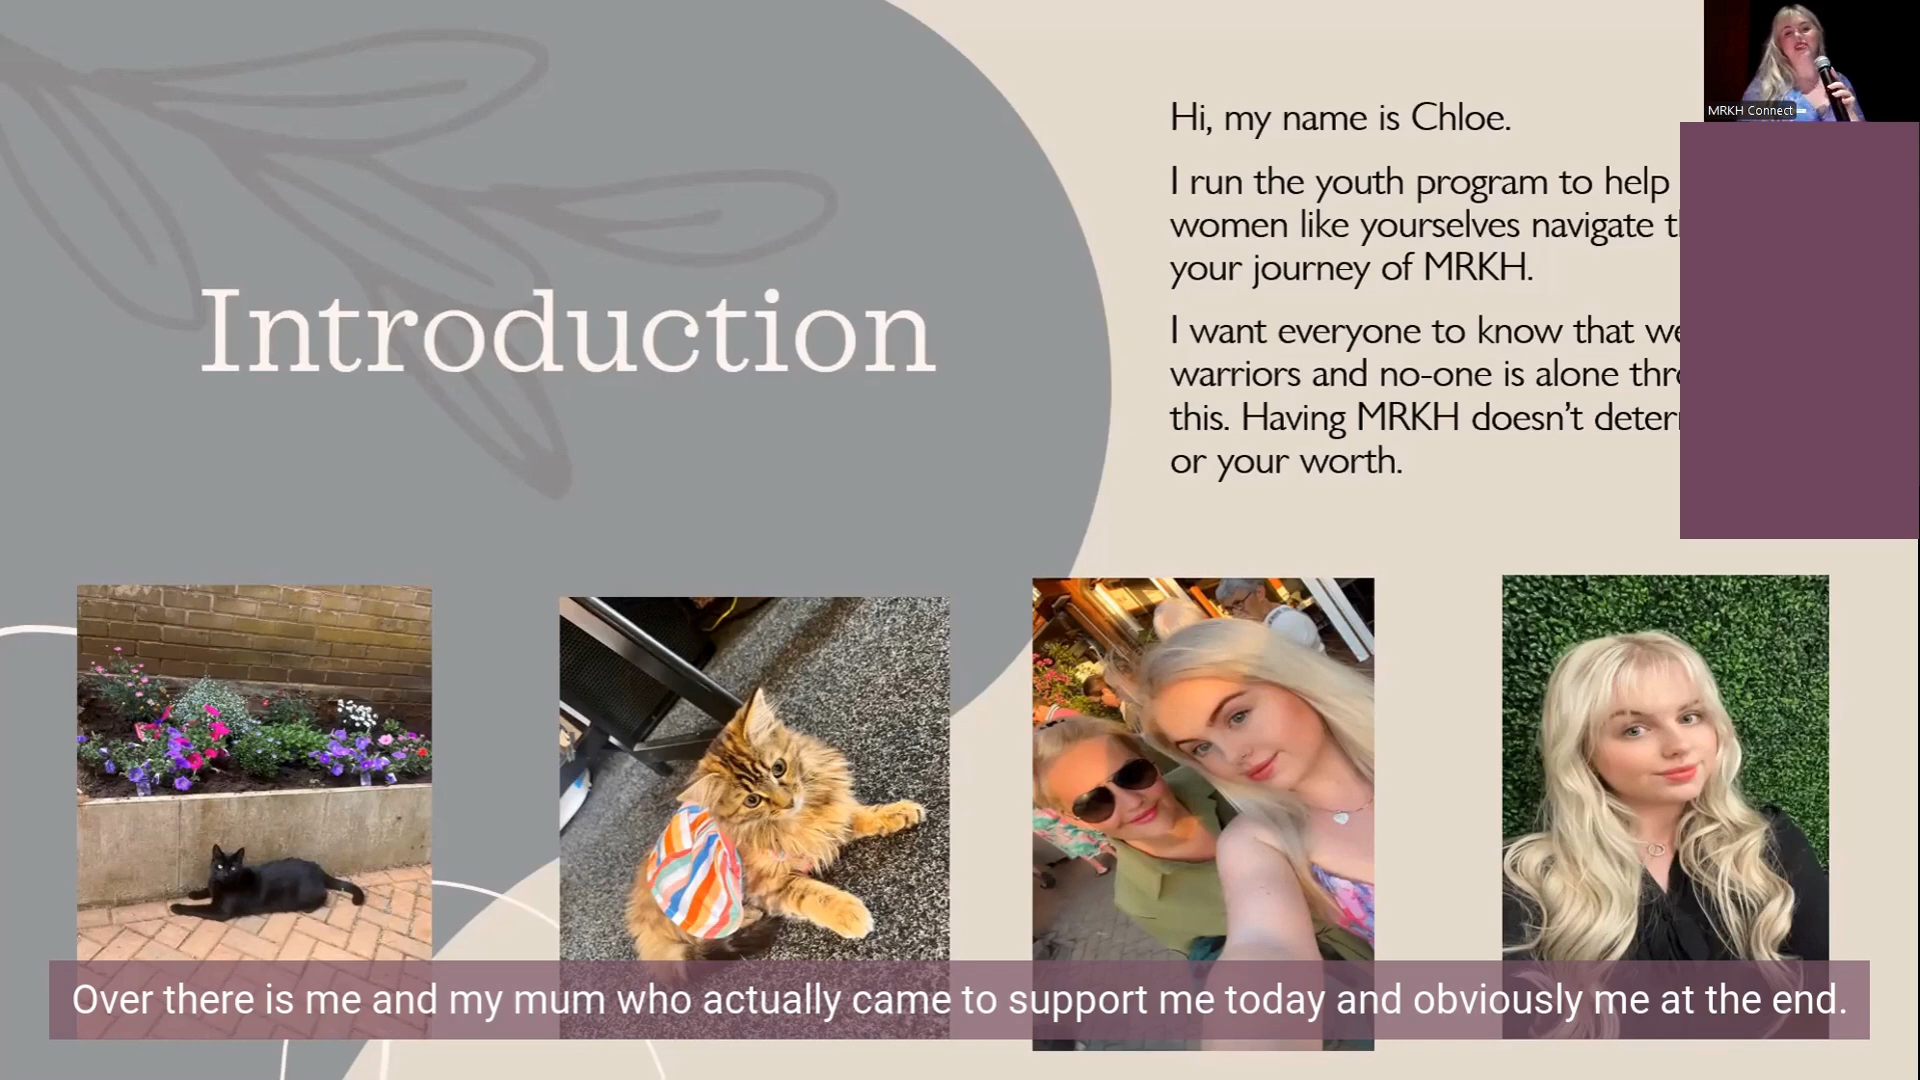 MRKH Connect
Introduction
Hi, my name is Chloe.
I run the youth program to help
women like yourselves navigate
your journey of MRKH.
I want everyone to know that
warriors and no-one is alone
this. Having MRKH doesn't
or your worth.
Over there is me and my mum who actually came to support me today and obviously me at the end.